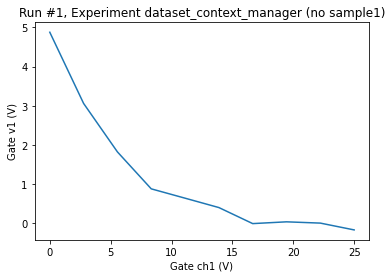 Run #1, Experiment dataset_context_manager (no sample1)
5
4
3
2
1
0
Gate v1 (V)
0 5 10 15 20 25
Gate ch1 (V)